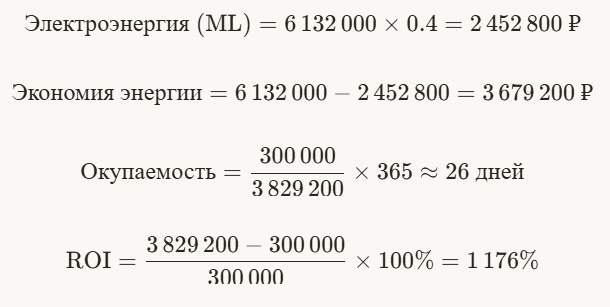 Электроэнергия (ML) = 6 132 000 × 0.4 = 2 452 800 ₽
Экономия энергии = 6 132 000 − 2 452 800 = 3 679 200 ₽
Окупаемость = 300 000 / 3 829 200 × 365 ≈ 26 дней
ROI = 3 829 200 − 300 000 / 300 000 × 100% = 1 176%